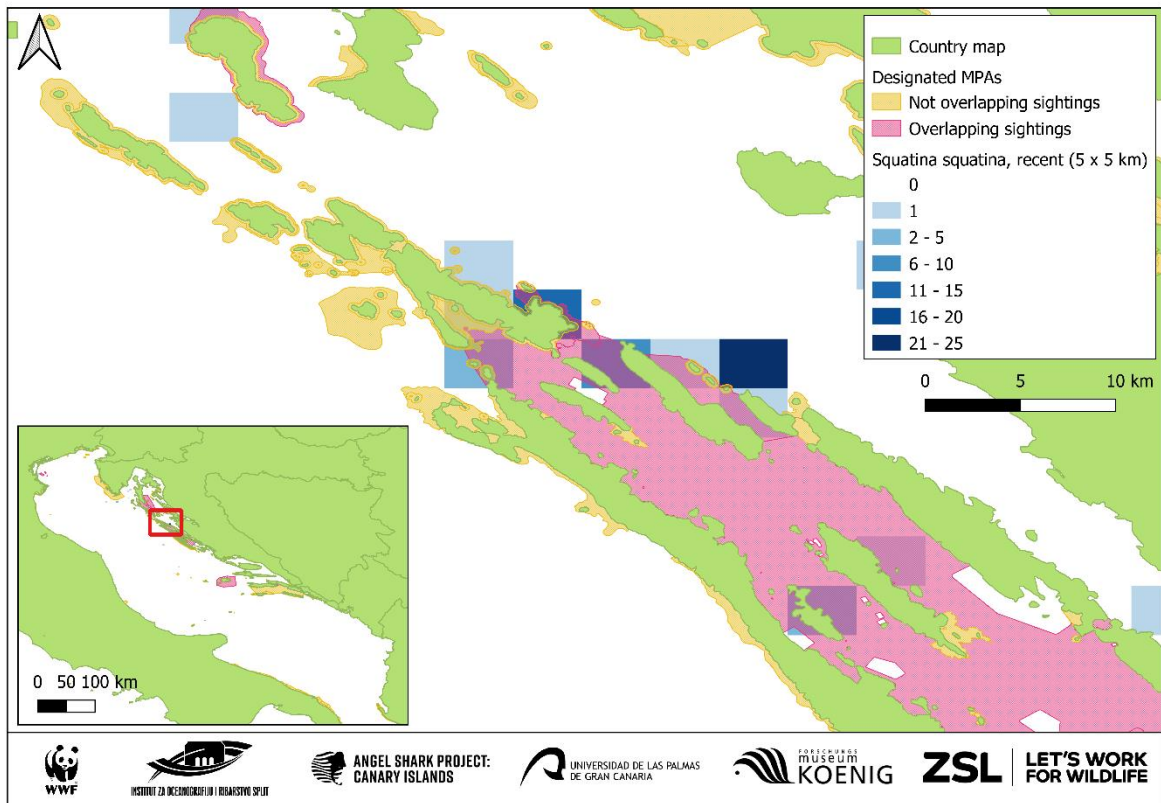 Country map
Designated MPAs
Not overlapping sightings
Overlapping sightings
Squatina squatina, recent (5 x 5 km)
0
1
2 - 5
6 - 10
11 - 15
16 - 20
21 - 25
0 5 10 km
0 50 100 km
WWF
INSTITUT ZA OCEANOGRAFIJU I RIBARSTVO SPLIT
ANGEL SHARK PROJECT:
CANARY ISLANDS
UNIVERSIDAD DE LAS PALMAS
DE GRAN CANARIA
FORSCHUNGS
museum
KOENIG
ZSL
LET'S WORK
FOR WILDLIFE